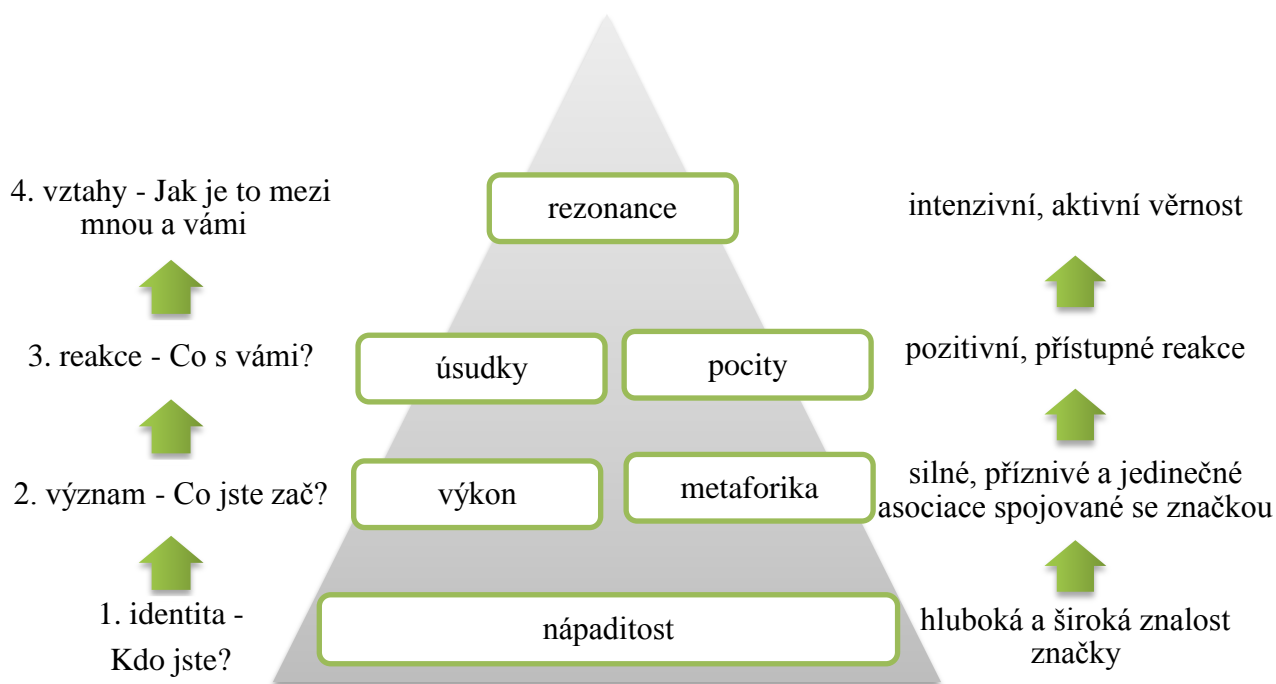 4. vztahy - Jak je to mezi
mnou a vámi
rezonance
intenzivní, aktivní věrnost
3. reakce - Co s vámi?
úsudky
pocity
pozitivní, přístupné reakce
2. význam - Co jste zač?
výkon
metaforika
silné, příznivé a jedinečné
asociace spojované se značkou
1. identita -
Kdo jste?
nápaditost
hluboká a široká znalost
značky